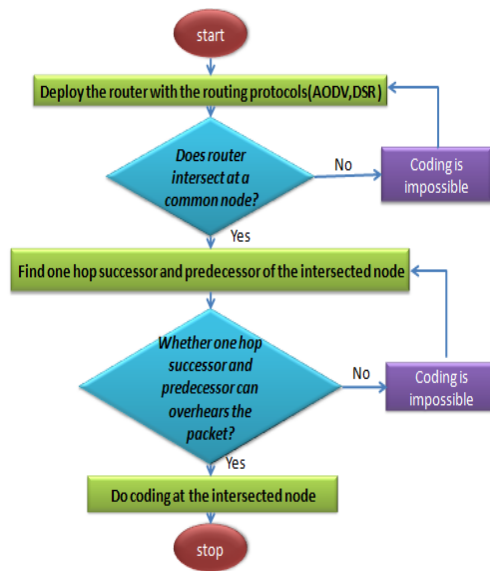 start
Deploy the router with the routing protocols(AODV,DSR )
Does router
intersect at a
common node?
No
Coding is
impossible
Yes
Find one hop successor and predecessor of the intersected node
Whether one hop
successor and
predecessor can
overhears the
packet?
No
Coding is
impossible
Yes
Do coding at the intersected node
stop